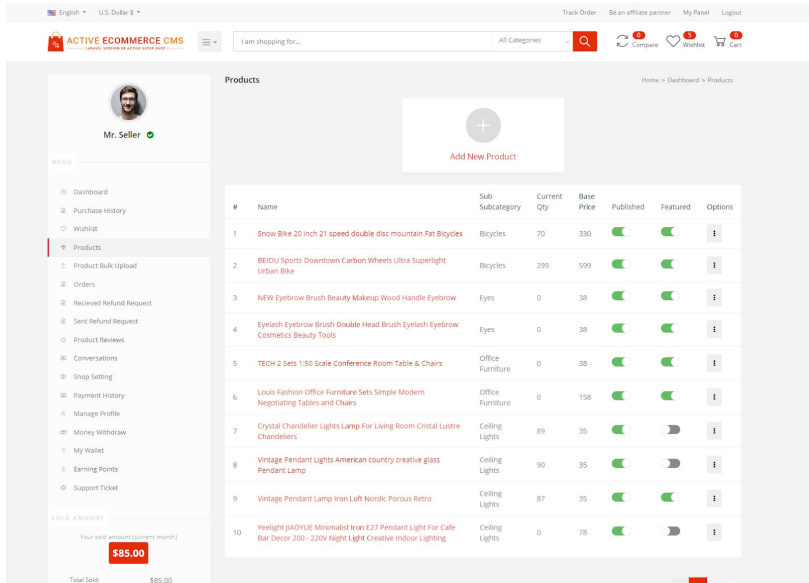 English
U.S. Dollar $
Track Order
Be an affiliate partner
My Panel
Logout
ACTIVE ECOMMERCE CMS
LARAVEL VERSION OF ACTIVE SUPER SHOP
I am shopping for...
All Categories
0
Compare
5
Wishlist
0
Cart
Mr. Seller
MENU
Dashboard
Purchase History
Wishlist
Products
Product Bulk Upload
Orders
Recieved Refund Request
Sent Refund Request
Product Reviews
Conversations
Shop Setting
Payment History
Manage Profile
Money Withdraw
My Wallet
Earning Points
Support Ticket
SOLD AMOUNT
Your sold amount (current month)
$85.00
Total Sold: $85.00
Products
Home > Dashboard > Products
Add New Product
# Name Sub Subcategory Current Qty Base Price Published Featured Options
1 Snow Bike 20 inch 21 speed double disc mountain Fat Bicycles Bicycles 70 330
2 BEIOU Sports Downtown Carbon Wheels Ultra Superlight
Urban Bike Bicycles 299 599
3 NEW Eyebrow Brush Beauty Makeup Wood Handle Eyebrow Eyes 0 38
4 Eyelash Eyebrow Brush Double Head Brush Eyelash Eyebrow
Cosmetics Beauty Tools Eyes 0 38
5 TECH 2 Sets 1:50 Scale Conference Room Table & Chairs Office Furniture 0 38
6 Louis Fashion Office Furniture Sets Simple Modern
Negotiating Tables and Chairs Office Furniture 0 158
7 Crystal Chandelier Lights Lamp For Living Room Cristal Lustre
Chandeliers Ceiling Lights 89 35
8 Vintage Pendant Lights American country creative glass
Pendant Lamp Ceiling Lights 90 35
9 Vintage Pendant Lamp Iron Loft Nordic Porous Retro Ceiling Lights 87 35
10 Yeelight JIAOYUE Minimalist Iron E27 Pendant Light For Cafe
Bar Decor 200 - 220V Night Light Creative Indoor Lighting Ceiling Lights 0 78